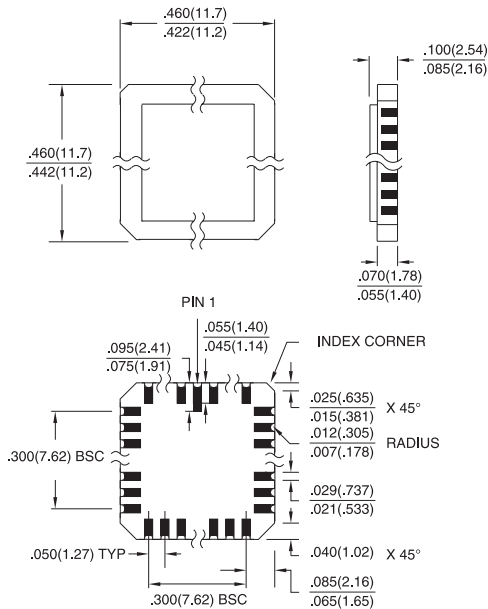 .460(11.7)
.422(11.2)
.100(2.54)
.085(2.16)
.460(11.7)
.442(11.2)
.070(1.78)
.055(1.40)
PIN 1
.055(1.40)
.045(1.14)
.095(2.41)
.075(1.91)
INDEX CORNER
.025(.635)
.015(.381)
X 45°
.012(.305)
.007(.178)
RADIUS
.300(7.62) BSC
.029(.737)
.021(.533)
.050(1.27) TYP
.040(1.02) X 45°
.085(2.16)
.065(1.65)
.300(7.62) BSC